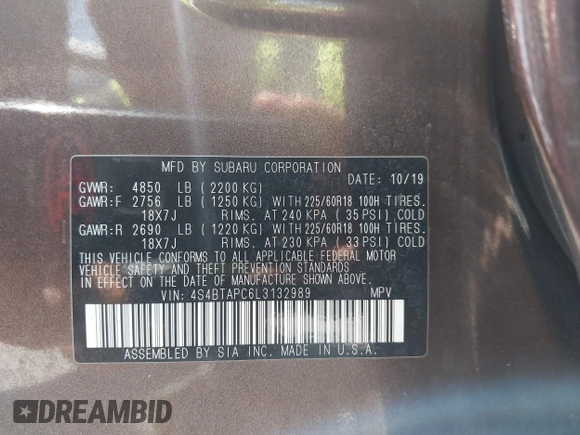 MFD BY SUBARU CORPORATION
GVWR: 4850 LB ( 2200 KG) DATE: 10/19
GAWR:F 2756 LB ( 1250 KG) WITH 225/60R18 100H TIRES.
18X7J RIMS. AT 240 KPA ( 35 PSI) COLD
GAWR:R 2690 LB ( 1220 KG) WITH 225/60R18 100H TIRES.
18X7J RIMS. AT 230 KPA ( 33 PSI) COLD
THIS VEHICLE CONFORMS TO ALL APPLICABLE FEDERAL MOTOR
VEHICLE SAFETY AND THEFT PREVENTION STANDARDS
IN EFFECT ON THE DATE OF MANUFACTURE SHOWN ABOVE.
VIN: 4S4BTAPC6L3132989 MPV
ASSEMBLED BY SIA INC. MADE IN U.S.A.
DREAMBID